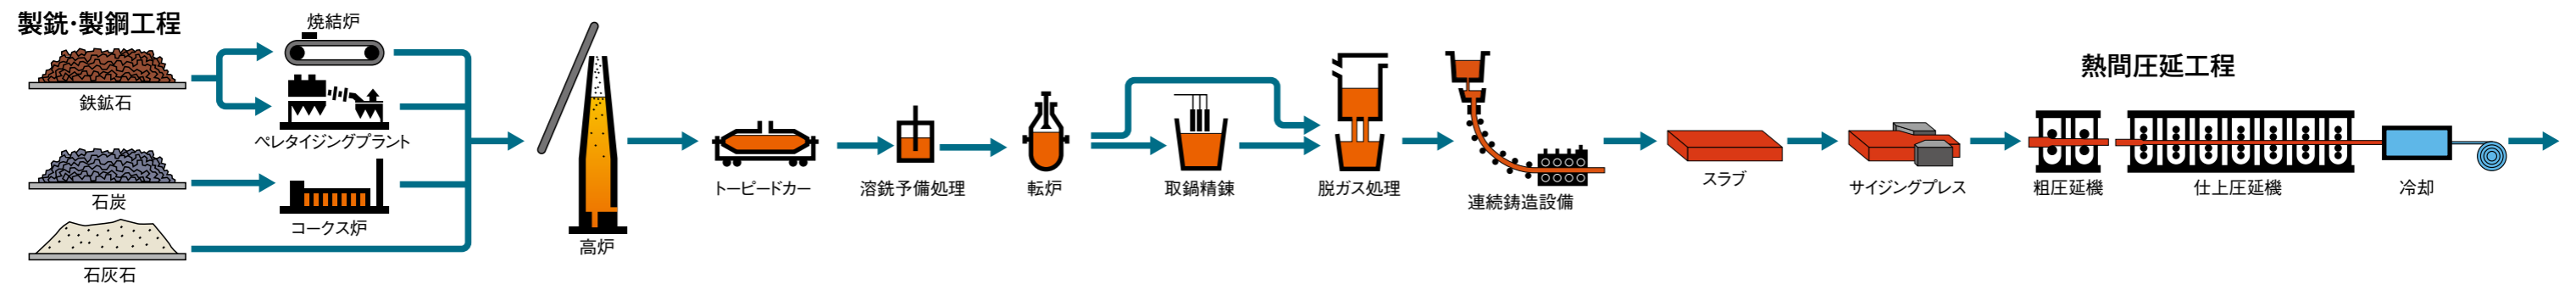 製銑・製鋼工程
鉄鉱石
石炭
石灰石
焼結炉
ペレタイジングプラント
コークス炉
高炉
トーピードカー
溶銑予備処理
転炉
取鍋精錬
脱ガス処理
連続鋳造設備
スラブ
サイジングプレス
熱間圧延工程
粗圧延機
仕上圧延機
冷却